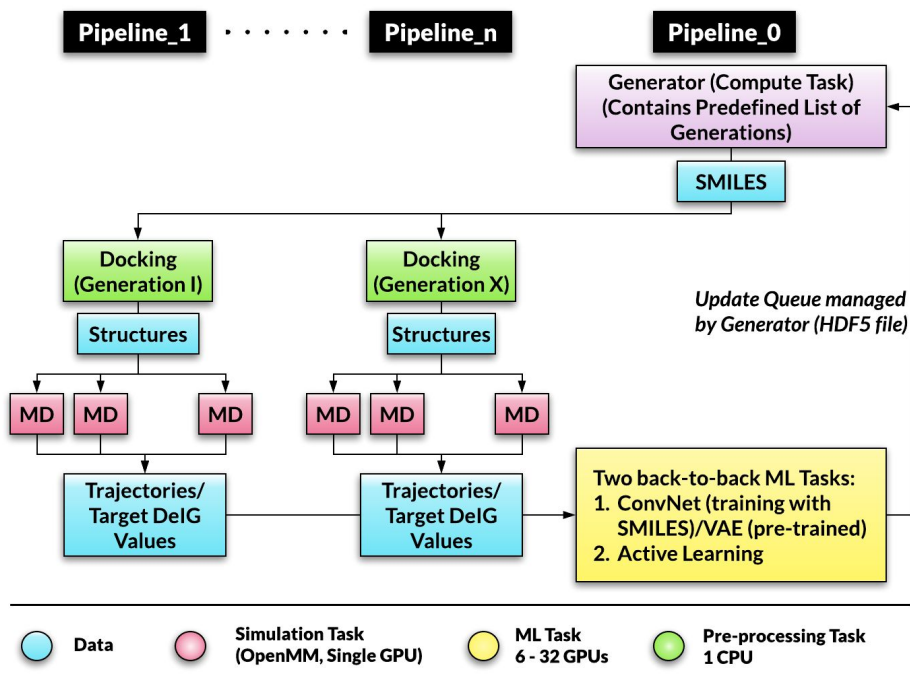 Pipeline_1
. . . . . . .
Pipeline_n
Pipeline_0
Generator (Compute Task)
(Contains Predefined List of
Generations)
SMILES
Docking
(Generation I)
Docking
(Generation X)
Update Queue managed
by Generator (HDF5 file)
Structures
Structures
MD
MD
MD
MD
MD
MD
Trajectories/
Target DeIG
Values
Trajectories/
Target DeIG
Values
Two back-to-back ML Tasks:
1. ConvNet (training with
SMILES)/VAE (pre-trained)
2. Active Learning
Data
Simulation Task
(OpenMM, Single GPU)
ML Task
6 - 32 GPUs
Pre-processing Task
1 CPU